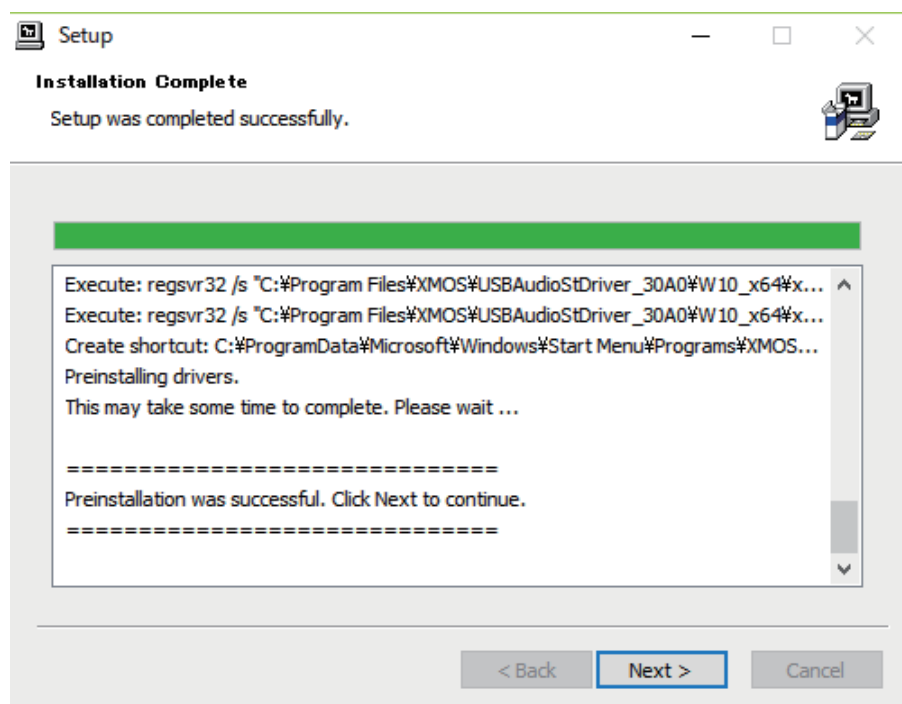 Setup
Installation Complete
Setup was completed successfully.
Execute: regsvr32 /s "C:¥Program Files¥XMOS¥USBAudioStDriver_30A0¥W10_x64¥x...
Execute: regsvr32 /s "C:¥Program Files¥XMOS¥USBAudioStDriver_30A0¥W10_x64¥x...
Create shortcut: C:¥ProgramData¥Microsoft¥Windows¥Start Menu¥Programs¥XMOS...
Preinstalling drivers.
This may take some time to complete. Please wait ...
==============================
Preinstallation was successful. Click Next to continue.
==============================
< Back Next > Cancel